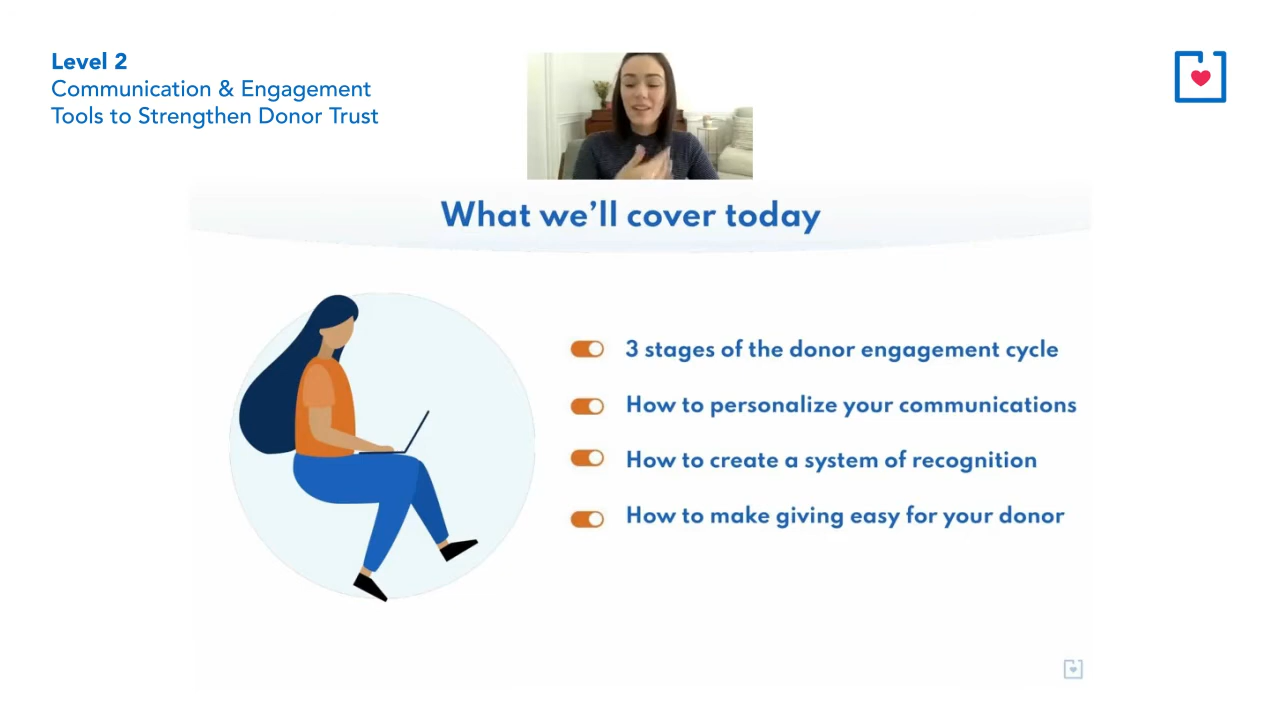 Level 2
Communication & Engagement
Tools to Strengthen Donor Trust
What we’ll cover today
3 stages of the donor engagement cycle
How to personalize your communications
How to create a system of recognition
How to make giving easy for your donor